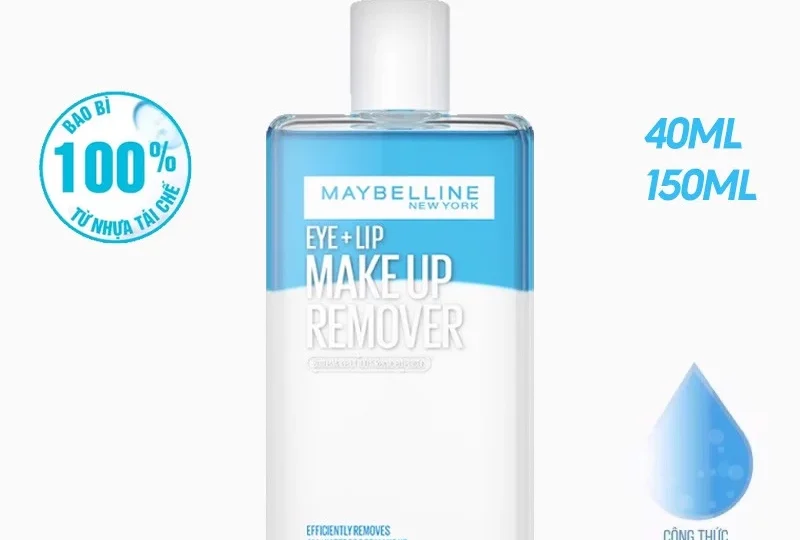 BAO BÌ
100%
TỪ NHỰA TÁI CHẾ
MAYBELLINE
NEW YORK
EYE + LIP
MAKE UP
REMOVER
EFFICIENTLY REMOVES
40ML
150ML
CÔNG THỨC